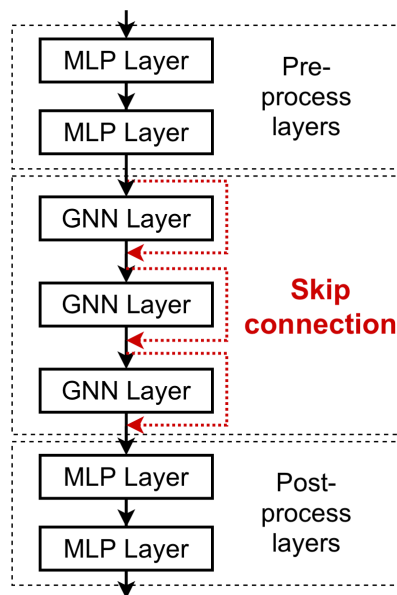 MLP Layer
MLP Layer
Pre-
process
layers
GNN Layer
GNN Layer
GNN Layer
Skip
connection
MLP Layer
MLP Layer
Post-
process
layers